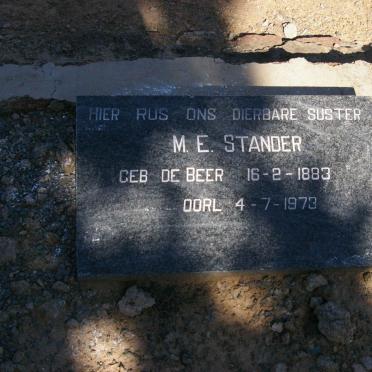 HIER RUS ONS DIERBARE SUSTER
M. E. STANDER
GEB DE BEER 16-2-1883
OORL 4-7-1973